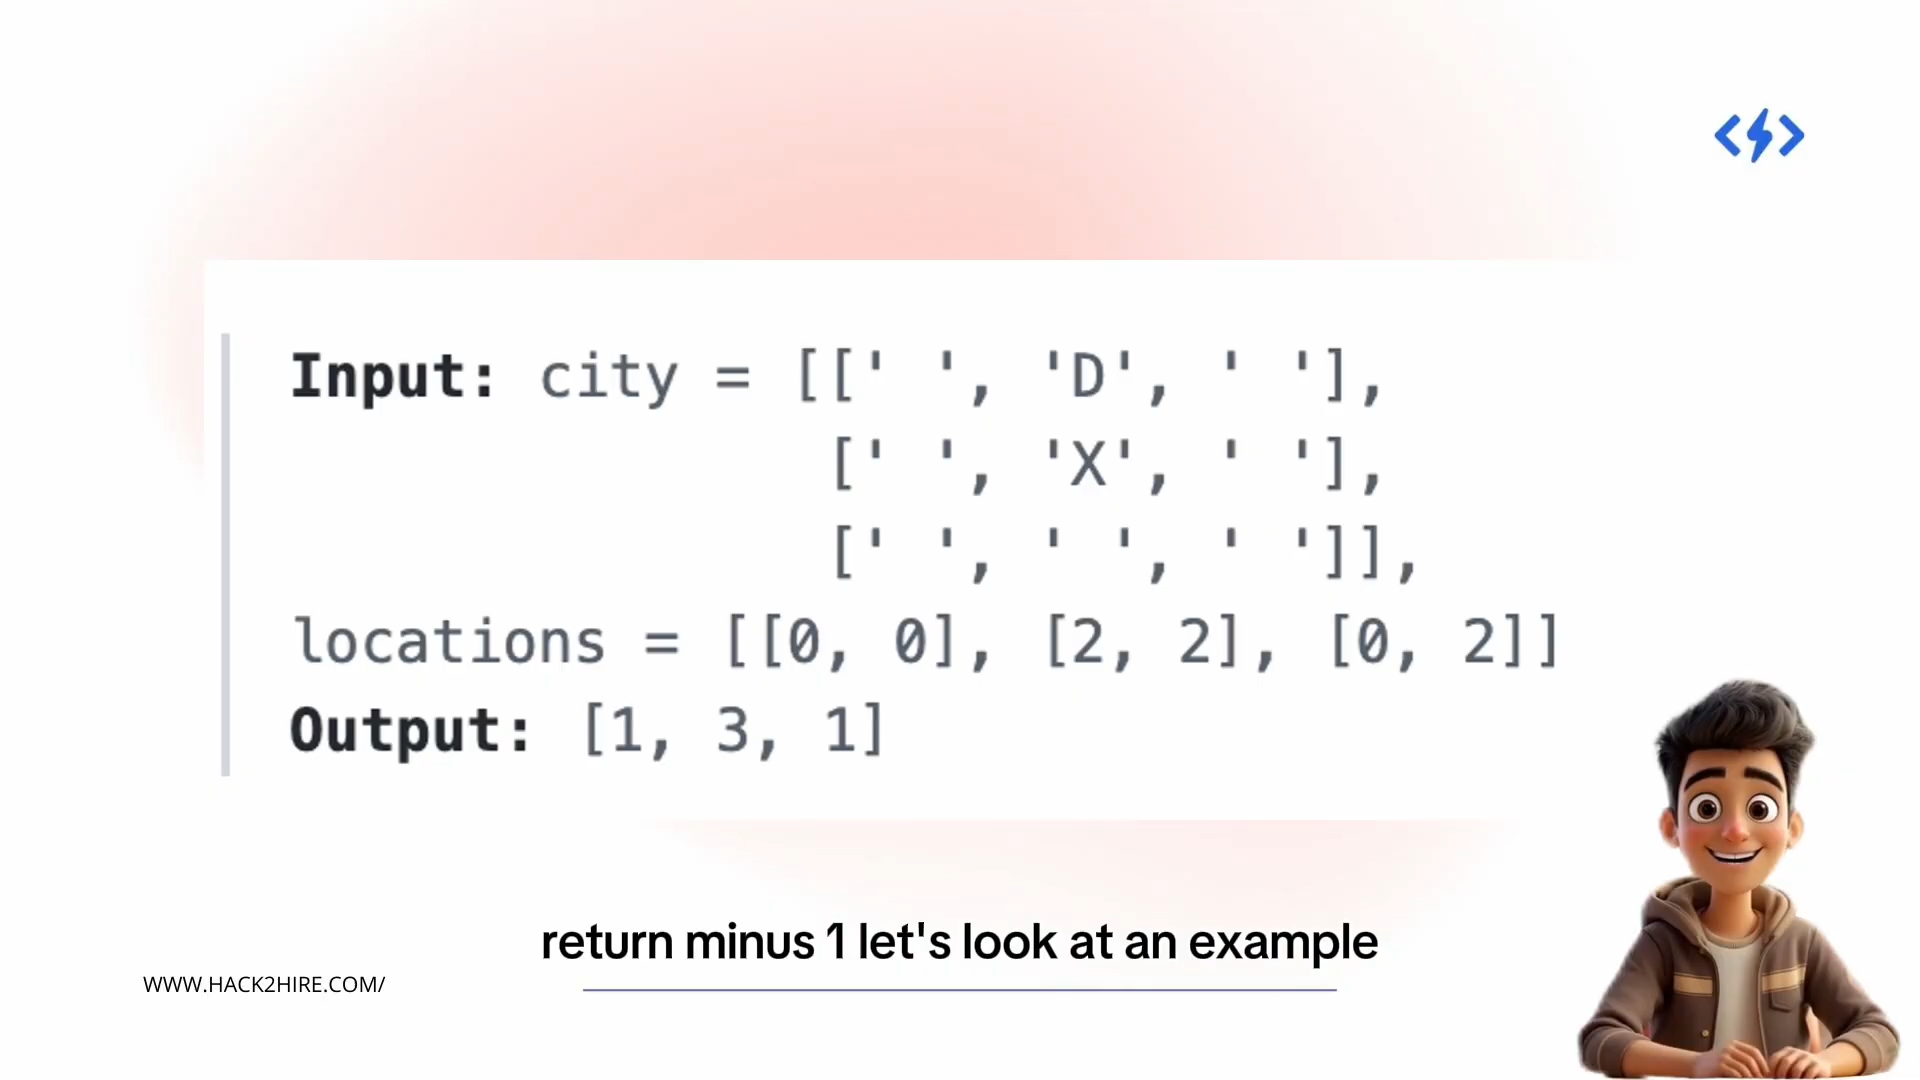 Input: city = [[' ', 'D', ' '],
[' ', 'X', ' '],
[' ', ' ', ' ']],
locations = [[0, 0], [2, 2], [0, 2]]
Output: [1, 3, 1]
return minus 1 let's look at an example
WWW.HACK2HIRE.COM/